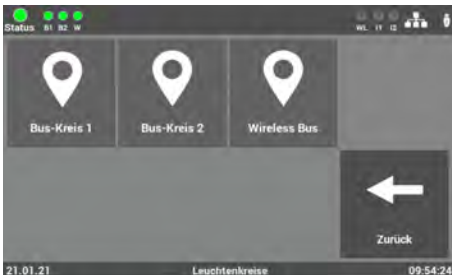 Status B1 B2 W WL I1 I2
Bus-Kreis 1 Bus-Kreis 2 Wireless Bus
Zurück
21.01.21 Leuchtenkreise 09:54:24